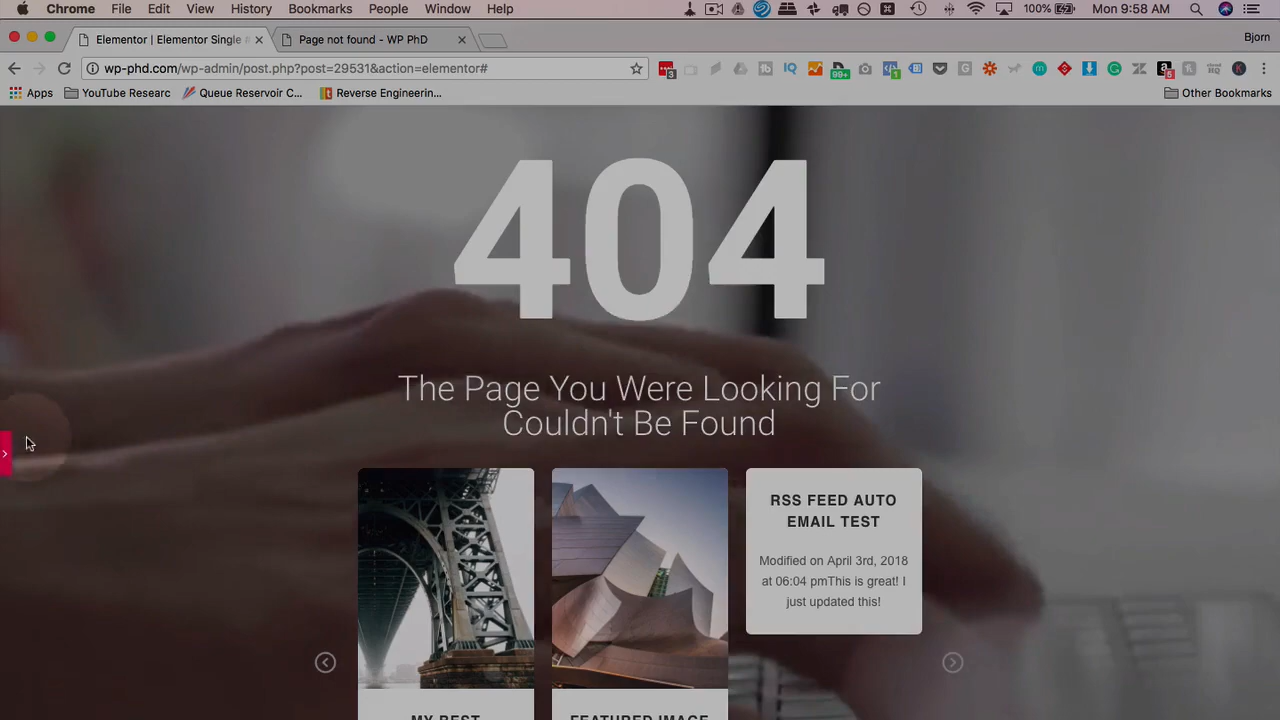 Chrome File Edit View History Bookmarks People Window Help 100% Mon 9:58 AM
Elementor | Elementor Single # Page not found - WP PhD Bjorn
wp-phd.com/wp-admin/post.php?post=29531&action=elementor#
Apps YouTube Researc Queue Reservoir C... Reverse Engineerin... Other Bookmarks
404
The Page You Were Looking For
Couldn't Be Found
RSS FEED AUTO
EMAIL TEST
Modified on April 3rd, 2018
at 06:04 pmThis is great! I
just updated this!
MY BEST
FEATURED IMAGE